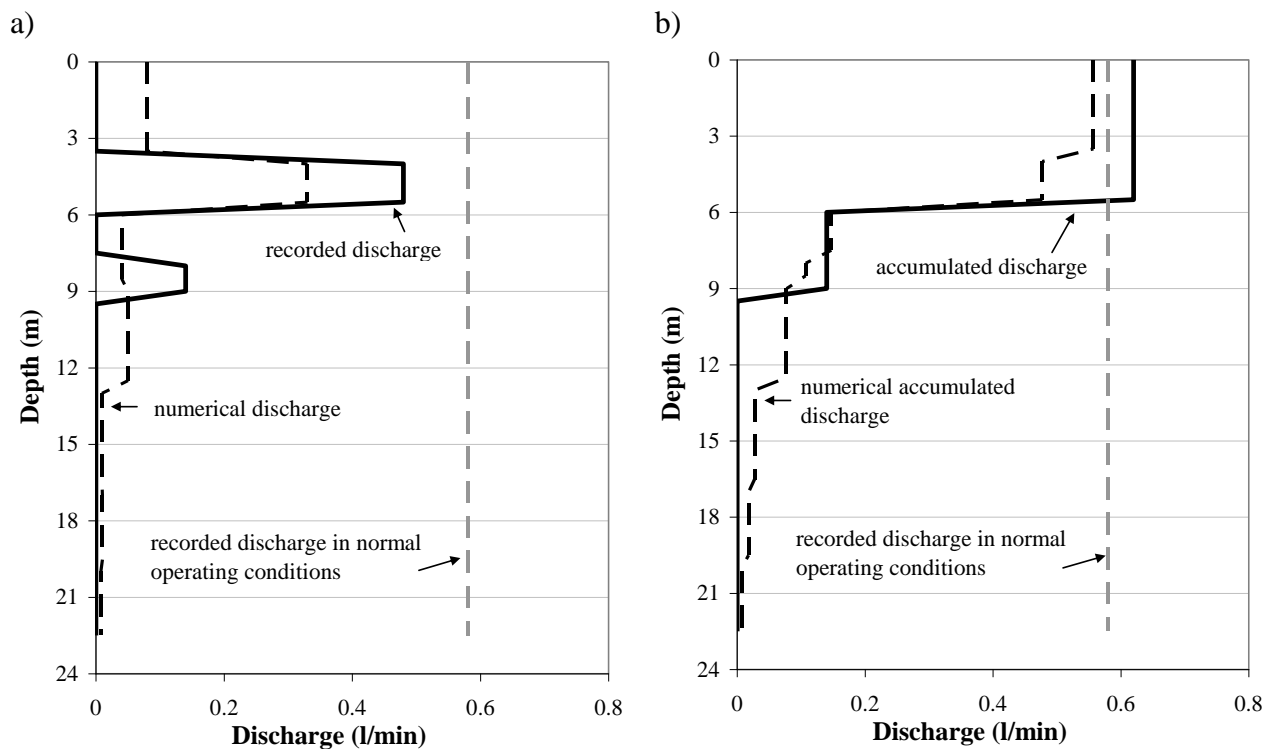 a)
0
3
6
9
12
15
18
21
24
Depth (m)
0
0.2
0.4
0.6
0.8
Discharge (l/min)
recorded discharge
numerical discharge
recorded discharge in normal
operating conditions
b)
0
3
6
9
12
15
18
21
24
Depth (m)
0
0.2
0.4
0.6
0.8
Discharge (l/min)
accumulated discharge
numerical accumulated
discharge
recorded discharge in normal
operating conditions